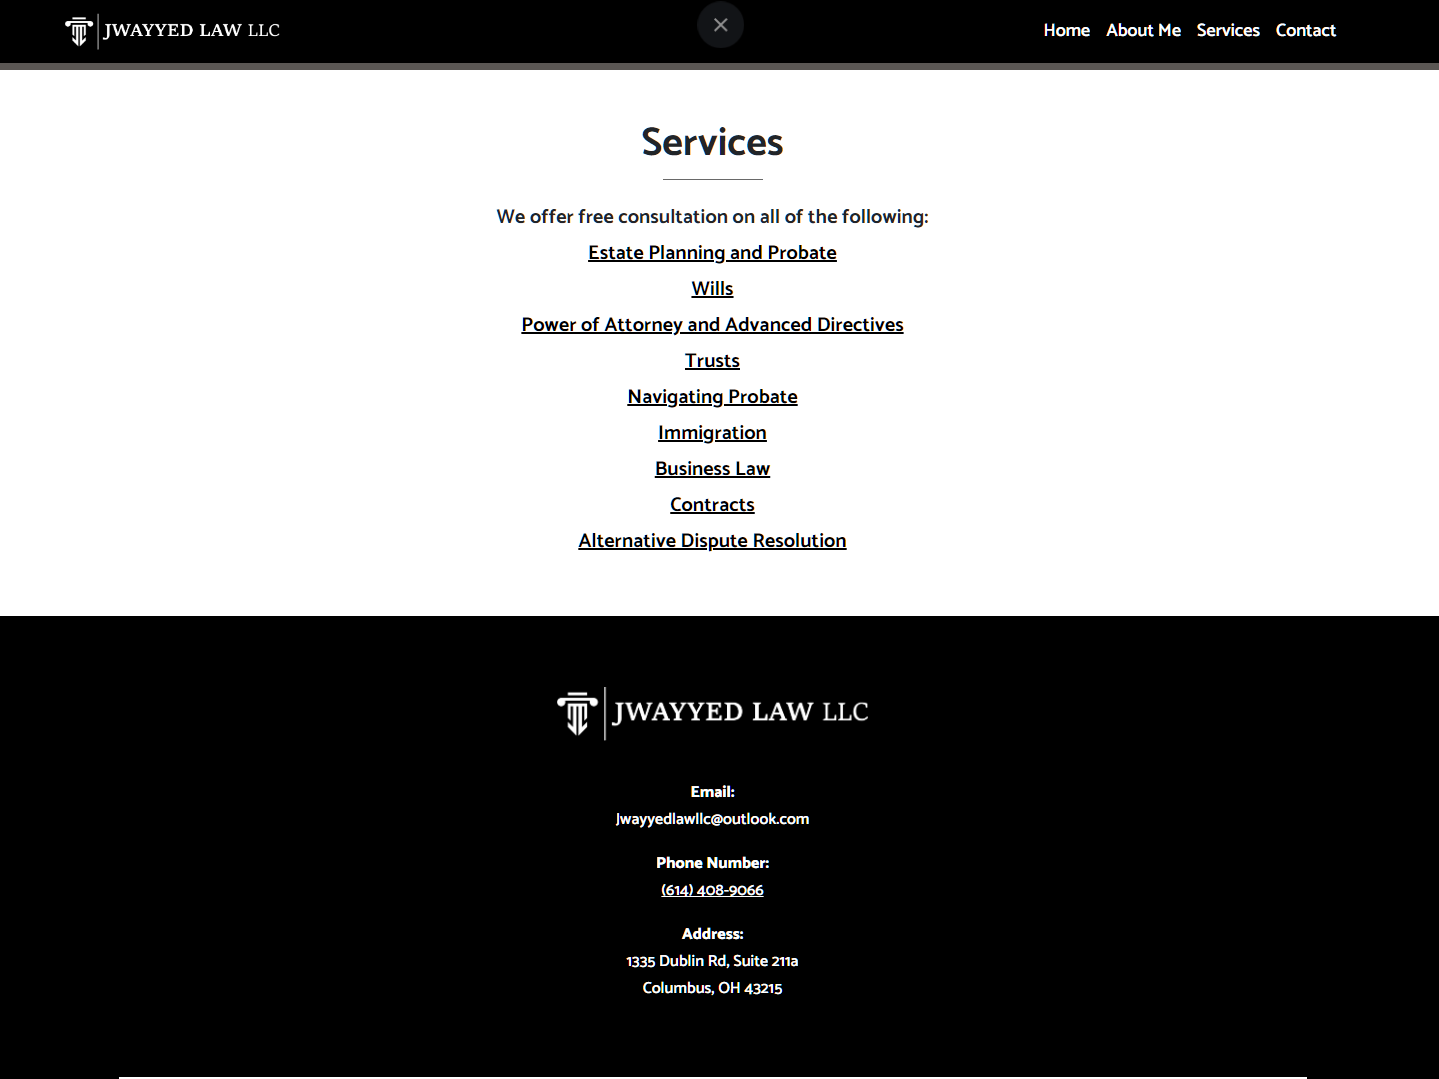 JWAYYED LAW LLC
Home About Me Services Contact
Services
We offer free consultation on all of the following:
Estate Planning and Probate
Wills
Power of Attorney and Advanced Directives
Trusts
Navigating Probate
Immigration
Business Law
Contracts
Alternative Dispute Resolution
JWAYYED LAW LLC
Email:
Jwayyedlawllc@outlook.com
Phone Number:
(614) 408-9066
Address:
1335 Dublin Rd, Suite 211a
Columbus, OH 43215